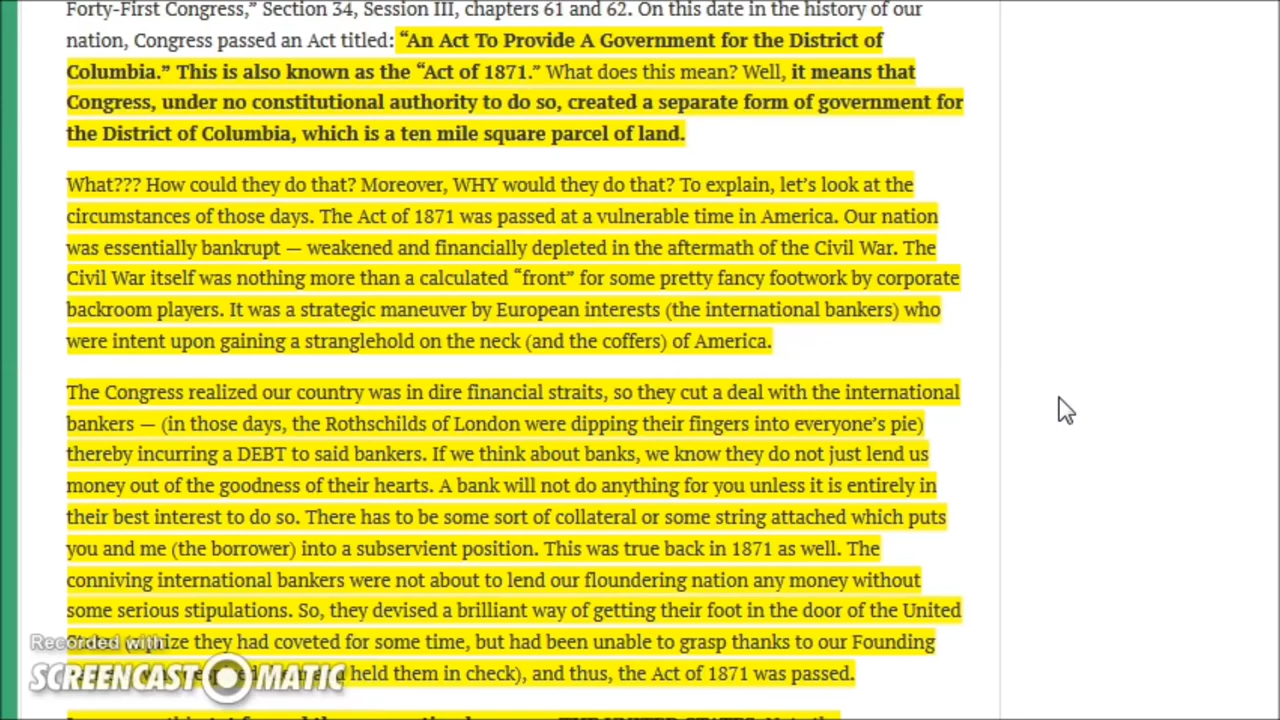 Forty-First Congress,” Section 34, Session III, chapters 61 and 62. On this date in the history of our
nation, Congress passed an Act titled: “An Act To Provide A Government for the District of
Columbia.” This is also known as the “Act of 1871.” What does this mean? Well, it means that
Congress, under no constitutional authority to do so, created a separate form of government for
the District of Columbia, which is a ten mile square parcel of land.
What??? How could they do that? Moreover, WHY would they do that? To explain, let’s look at the
circumstances of those days. The Act of 1871 was passed at a vulnerable time in America. Our nation
was essentially bankrupt — weakened and financially depleted in the aftermath of the Civil War. The
Civil War itself was nothing more than a calculated “front” for some pretty fancy footwork by corporate
backroom players. It was a strategic maneuver by European interests (the international bankers) who
were intent upon gaining a stranglehold on the neck (and the coffers) of America.
The Congress realized our country was in dire financial straits, so they cut a deal with the international
bankers — (in those days, the Rothschilds of London were dipping their fingers into everyone’s pie)
thereby incurring a DEBT to said bankers. If we think about banks, we know they do not just lend us
money out of the goodness of their hearts. A bank will not do anything for you unless it is entirely in
their best interest to do so. There has to be some sort of collateral or some string attached which puts
you and me (the borrower) into a subservient position. This was true back in 1871 as well. The
conniving international bankers were not about to lend our floundering nation any money without
some serious stipulations. So, they devised a brilliant way of getting their foot in the door of the United
they had coveted for some time, but had been unable to grasp thanks to our Founding
held them in check), and thus, the Act of 1871 was passed.
Recorded with
SCREENCAST-O-MATIC